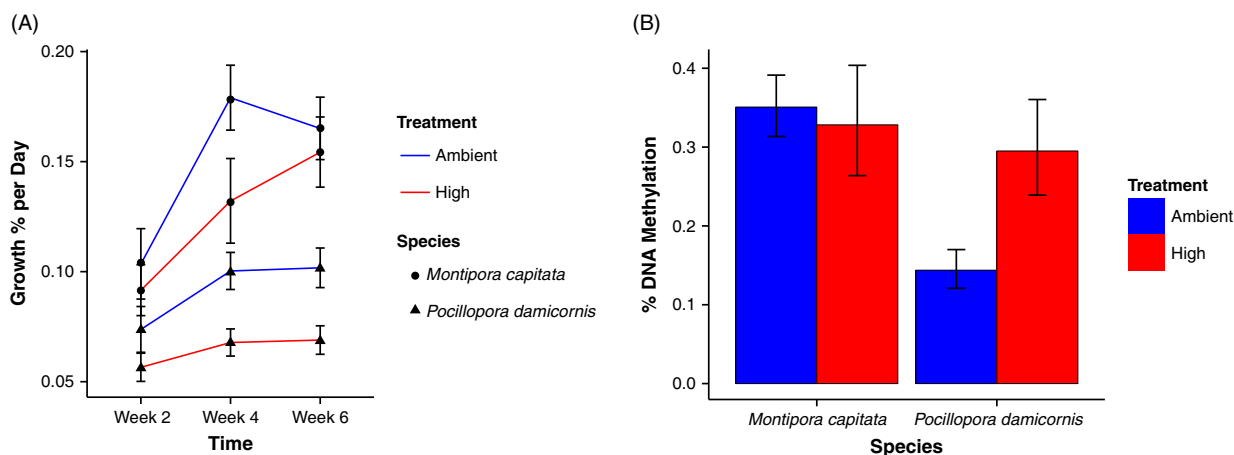 (A)
0.20
0.15
0.10
0.05
Growth % per Day
Week 2 Week 4 Week 6
Time
Treatment
Ambient
High
Species
Montipora capitata
Pocillopora damicornis
(B)
0.4
0.3
0.2
0.1
0.0
% DNA Methylation
Montipora capitata Pocillopora damicornis
Species
Treatment
Ambient
High